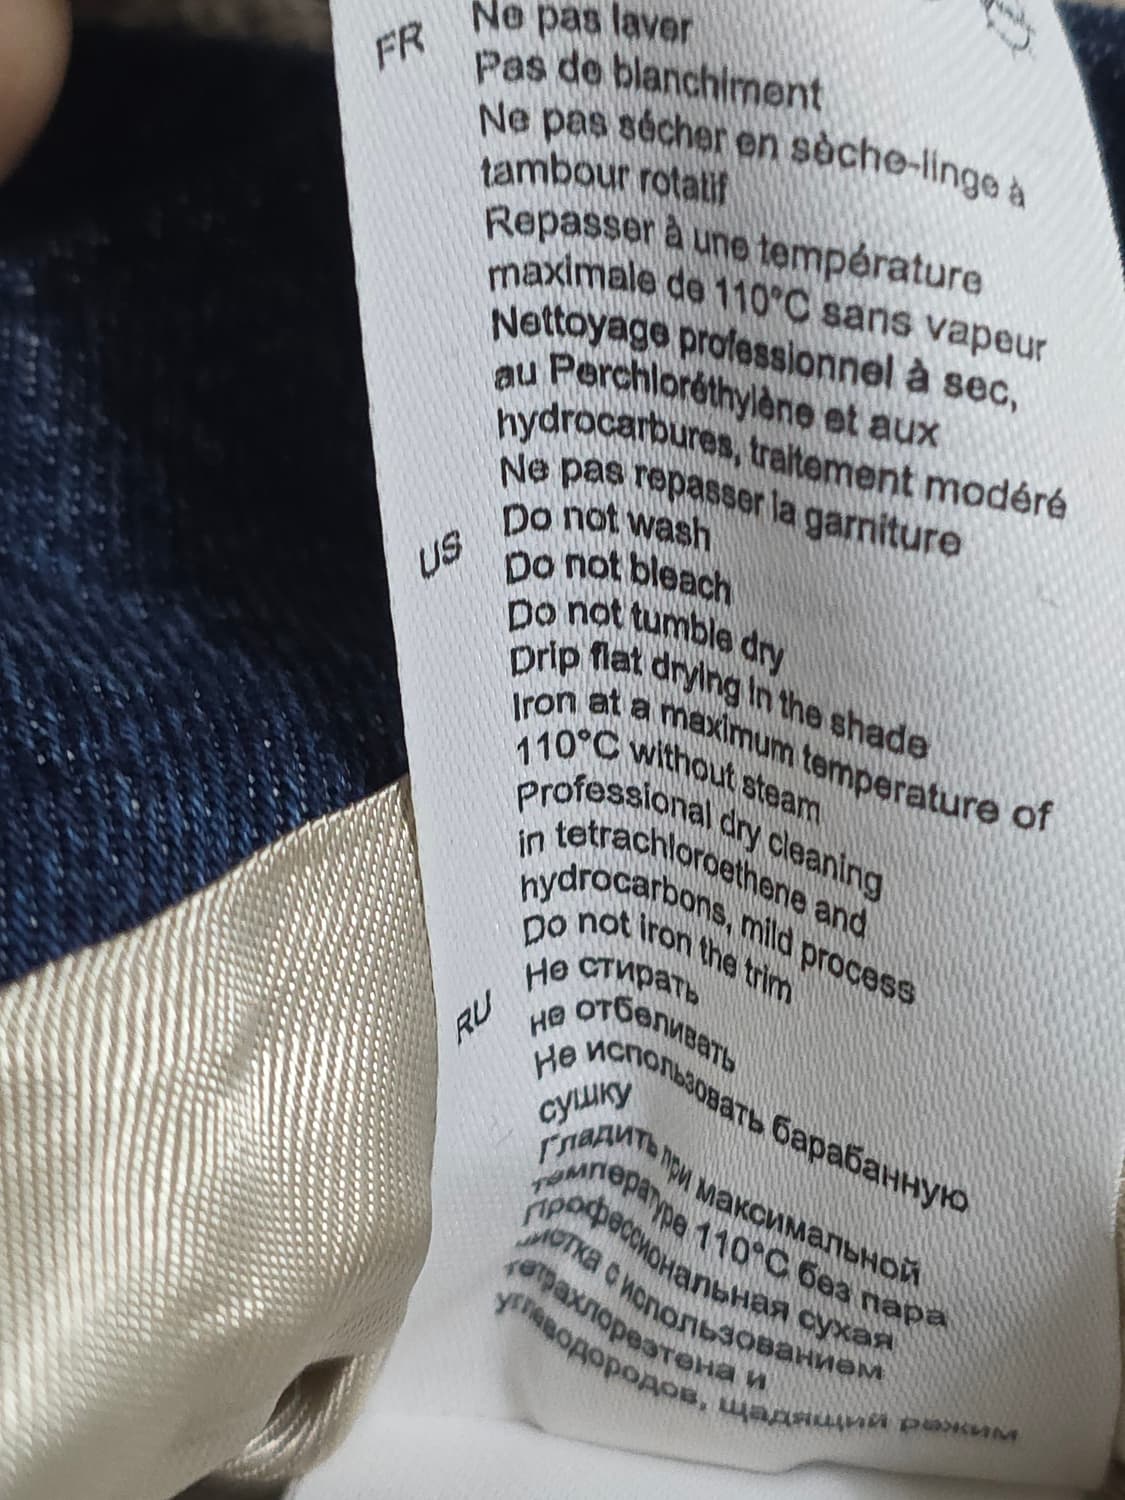 FR
Ne pas laver
Pas de blanchiment
Ne pas sécher en sèche-linge à
tambour rotatif
Repasser à une température
maximale de 110°C sans vapeur
Nettoyage professionnel à sec,
au Perchloréthylène et aux
hydrocarbures, traitement modéré
Ne pas repasser la garniture
US
Do not wash
Do not bleach
Do not tumble dry
Drip flat drying in the shade
Iron at a maximum temperature of
110°C without steam
Professional dry cleaning
in tetrachloroethene and
hydrocarbons, mild process
Do not iron the trim
RU
Не стирать
не отбеливать
Не использовать барабанную
сушку
Гладить при максимальной
температуре 110°C без пара
Профессиональная сухая
чистка с использованием
тетрахлорезтена и
углеводородов, щадящий режим